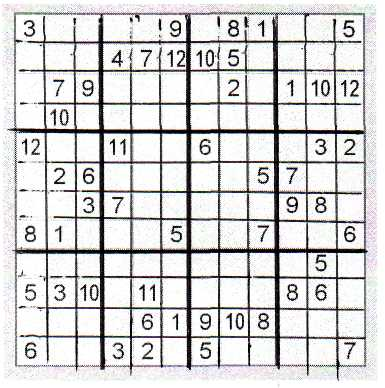 3 9 8 1 5
4 7 12 10 5
7 9 2 1 10 12
10
12 11 6 3 2
2 6 5 7
3 7 9 8
8 1 5 7 6
5
5 3 10 11 8 6
6 1 9 10 8
6 3 2 5 7